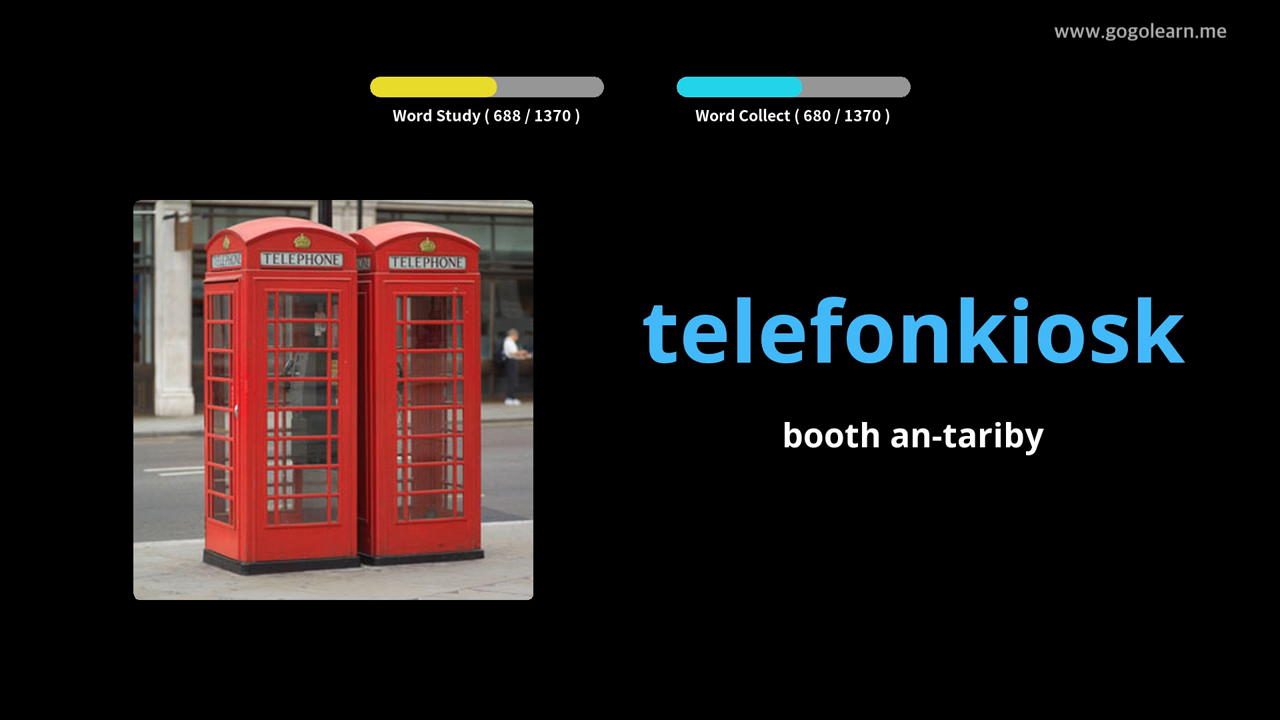 www.gogolearn.me
Word Study ( 688 / 1370 )
Word Collect ( 680 / 1370 )
TELEPHONE
TELEPHONE
telefonkiosk
booth an-tariby